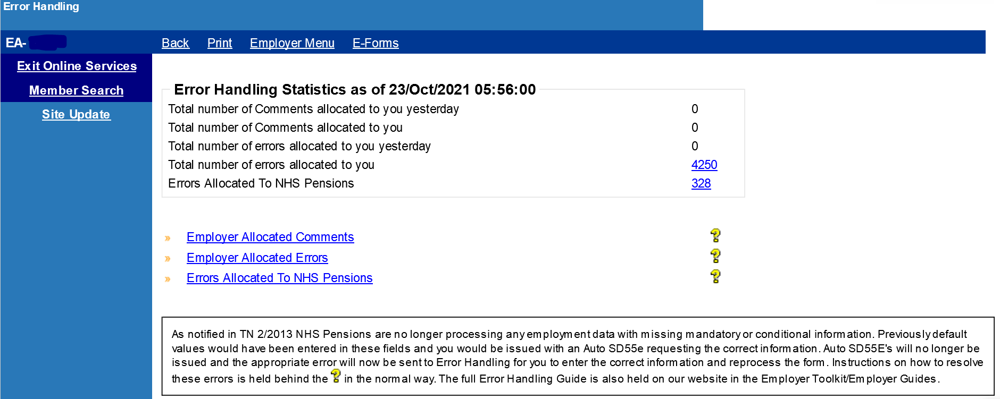 Error Handling
EA-
Back Print Employer Menu E-Forms
Exit Online Services
Member Search
Site Update
Error Handling Statistics as of 23/Oct/2021 05:56:00
Total number of Comments allocated to you yesterday 0
Total number of Comments allocated to you 0
Total number of errors allocated to you yesterday 0
Total number of errors allocated to you 4250
Errors Allocated To NHS Pensions 328
» Employer Allocated Comments ?
» Employer Allocated Errors ?
» Errors Allocated To NHS Pensions ?
As notified in TN 2/2013 NHS Pensions are no longer processing any employment data with missing mandatory or conditional information. Previously default
values would have been entered in these fields and you would be issued with an Auto SD55e requesting the correct information. Auto SD55E's will no longer be
issued and the appropriate error will now be sent to Error Handling for you to enter the correct information and reprocess the form. Instructions on how to resolve
these errors is held behind the ? in the normal way. The full Error Handling Guide is also held on our website in the Employer Toolkit/Employer Guides.